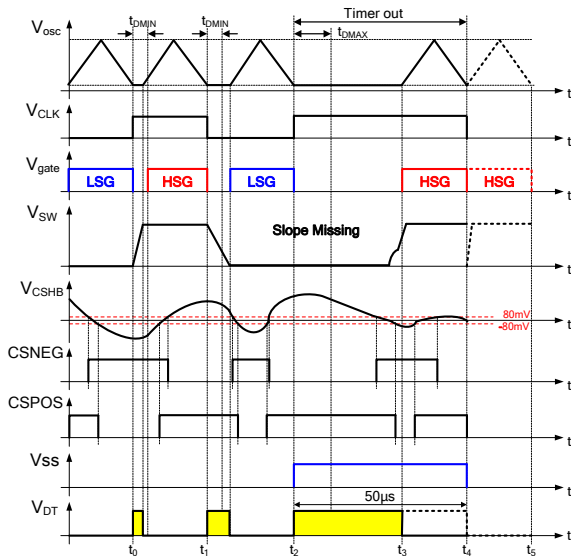 tDMIN tDMIN Timer out
Vosc tDMAX
t
VCLK
t
Vgate
LSG HSG LSG HSG HSG
t
VSW
Slope Missing
t
VCSHB
80mV
-80mV
t
CSNEG
t
CSPOS
t
Vss
t
50µs
VDT
t
t0 t1 t2 t3 t4 t5